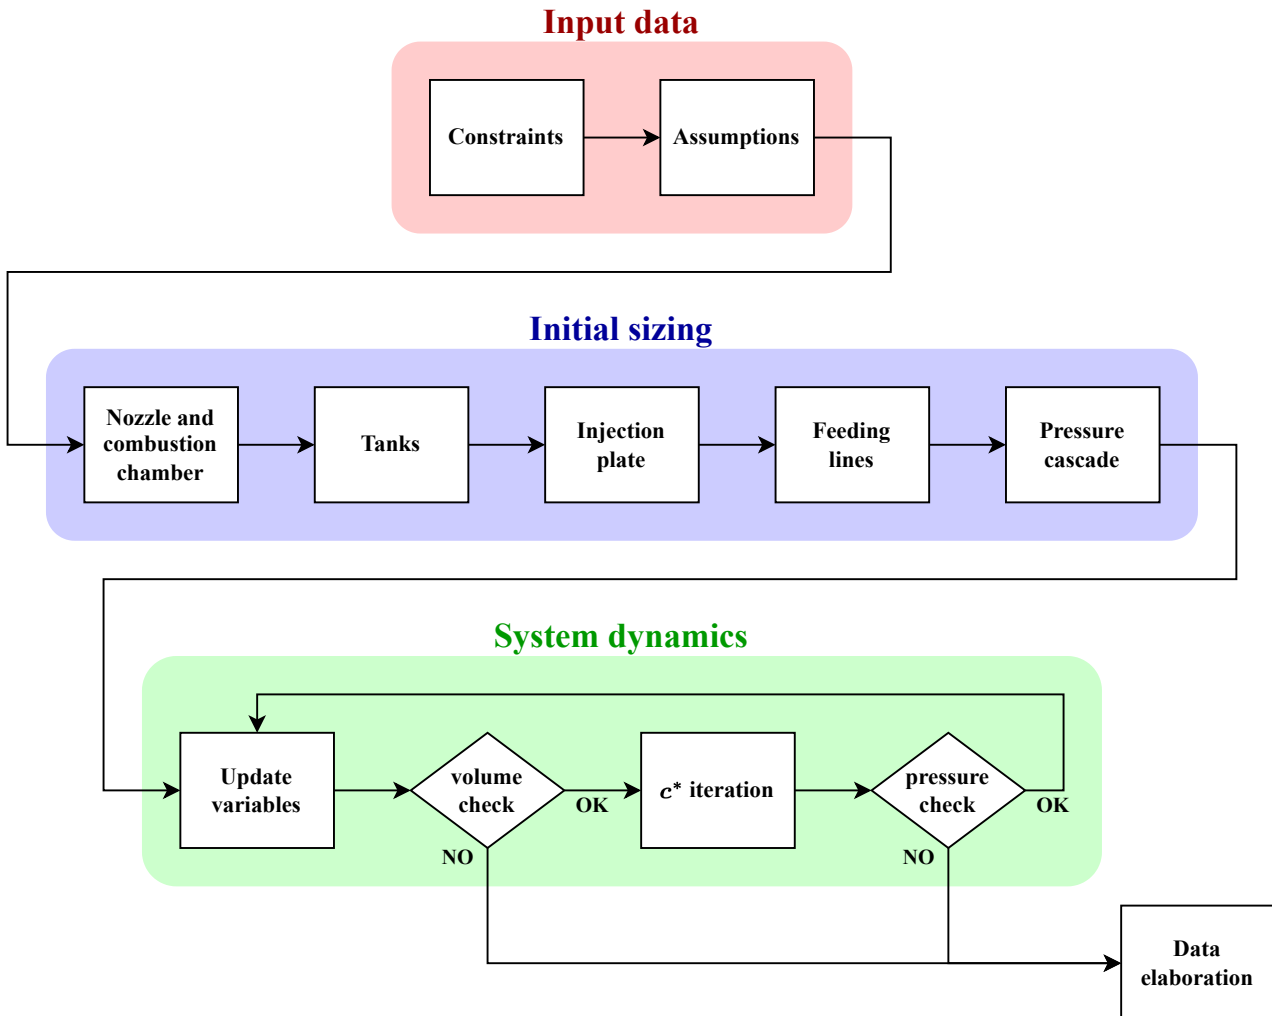 Input data
Constraints
Assumptions
Initial sizing
Nozzle and
combustion
chamber
Tanks
Injection
plate
Feeding
lines
Pressure
cascade
System dynamics
Update
variables
volume
check
OK
NO
c* iteration
pressure
check
OK
NO
Data
elaboration